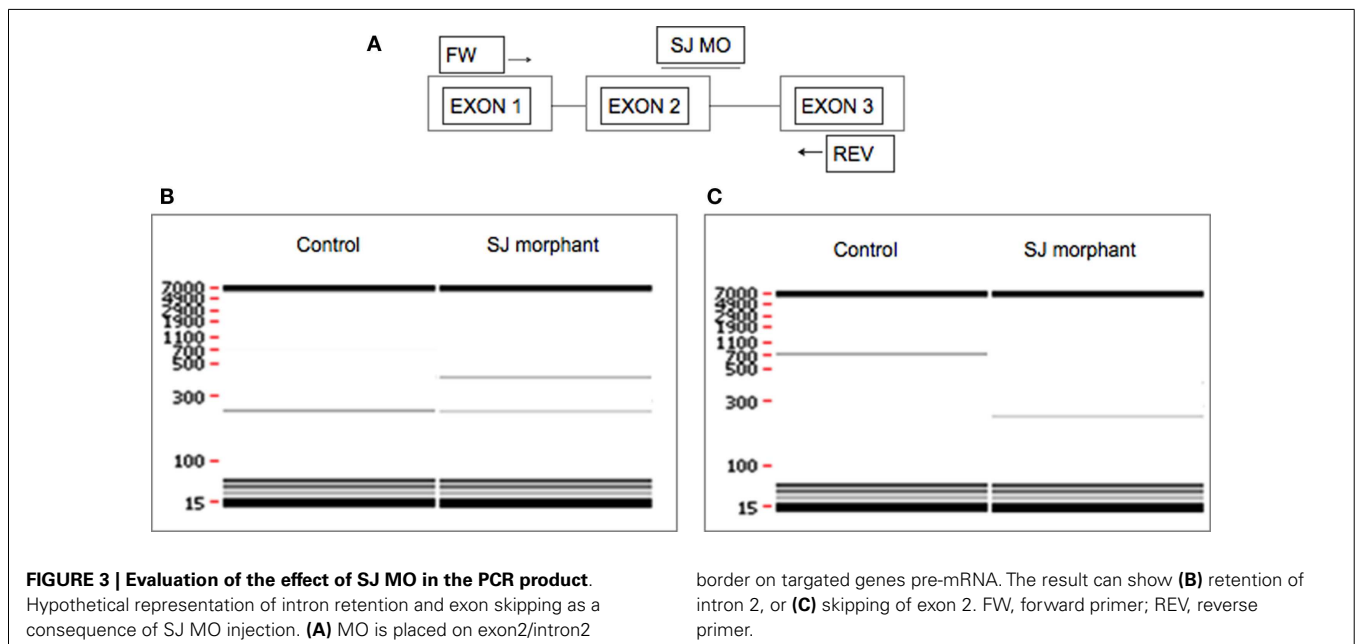 A
FW
SJ MO
EXON 1
EXON 2
EXON 3
REV
B
Control
SJ morphant
7000
4900
2900
1900
1100
700
500
300
100
15
C
Control
SJ morphant
7000
4900
2900
1900
1100
700
500
300
100
15
FIGURE 3 | Evaluation of the effect of SJ MO in the PCR product.
Hypothetical representation of intron retention and exon skipping as a
consequence of SJ MO injection. (A) MO is placed on exon2/intron2
border on targated genes pre-mRNA. The result can show (B) retention of
intron 2, or (C) skipping of exon 2. FW, forward primer; REV, reverse
primer.